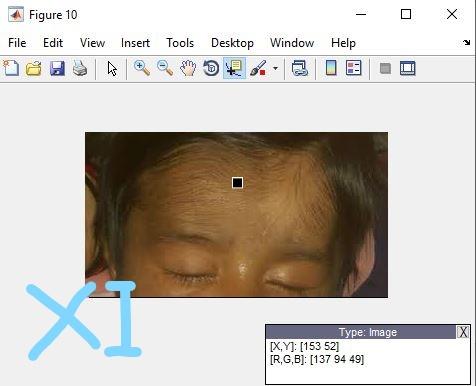 Figure 10
File Edit View Insert Tools Desktop Window Help
XI
Type: Image X
[X,Y]: [153 52]
[R,G,B]: [137 94 49]